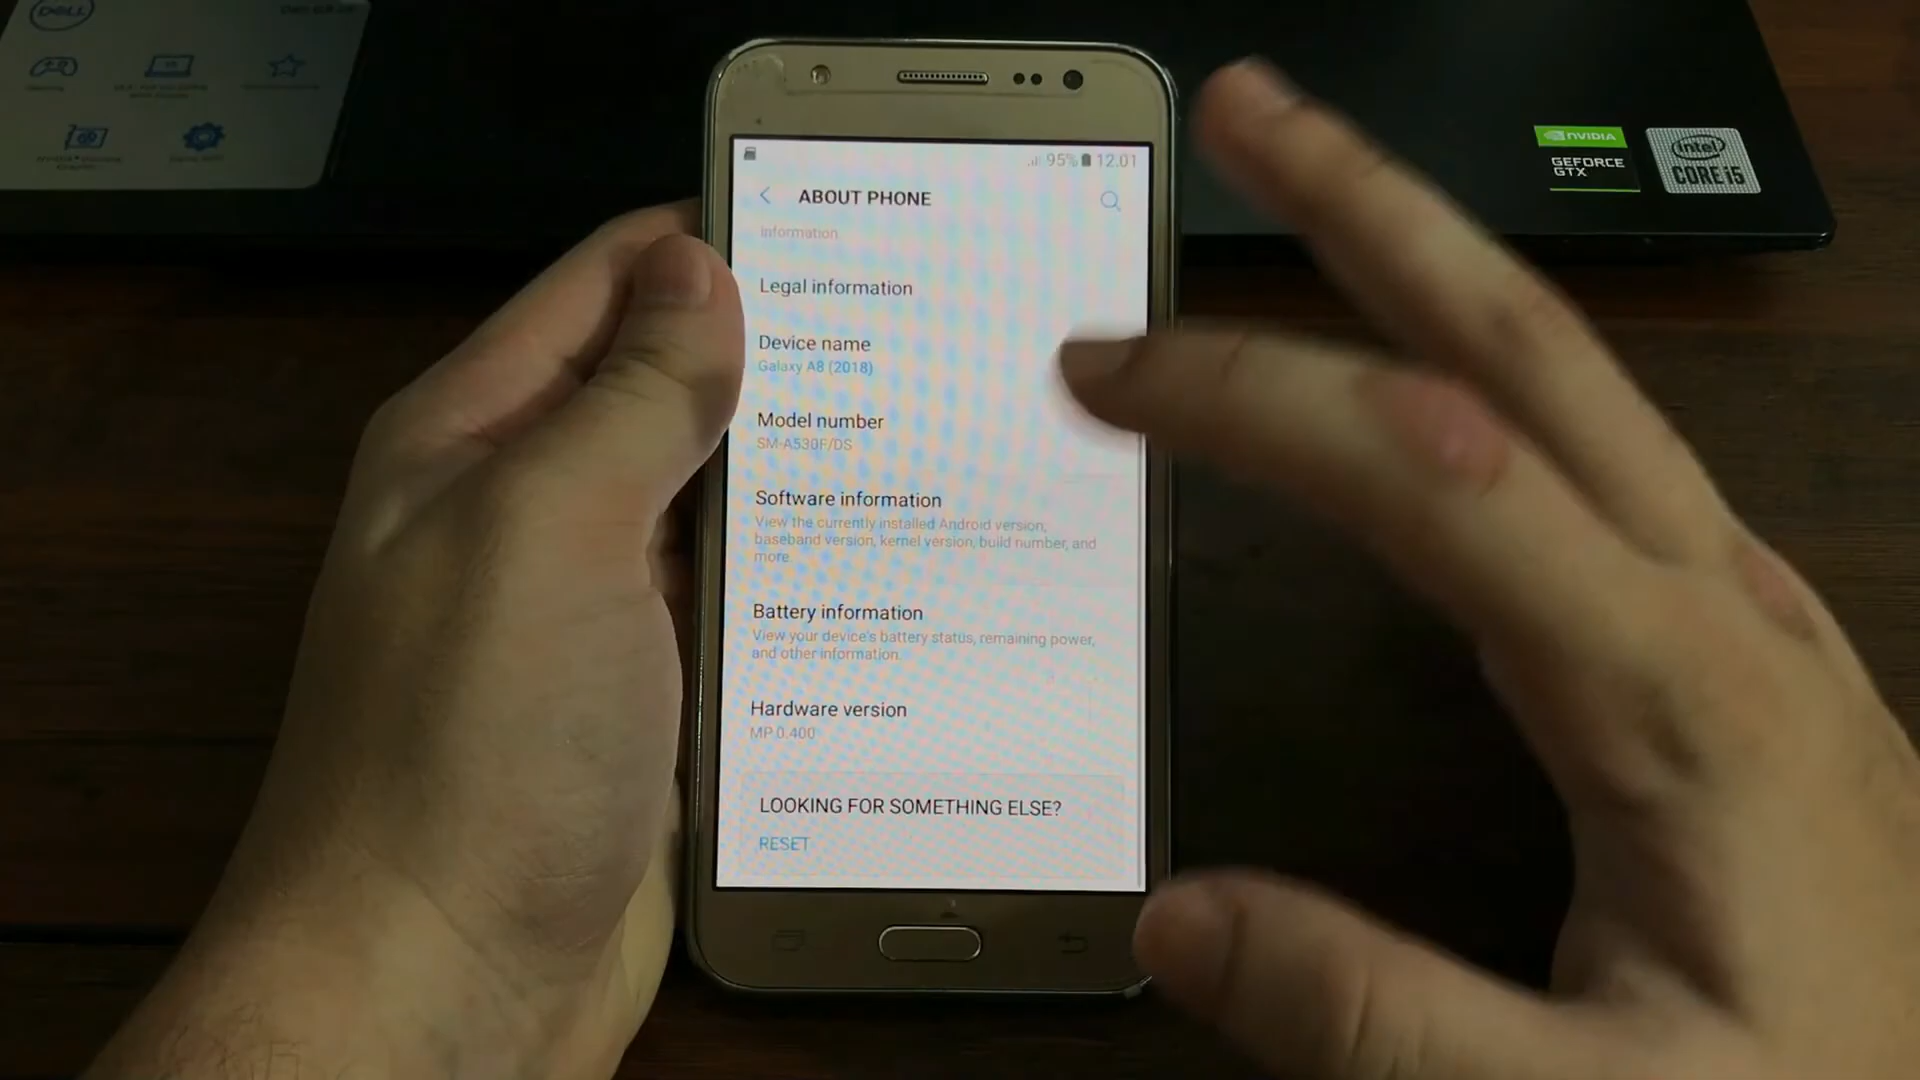 DELL
NVIDIA
GEFORCE
GTX
intel
CORE i5
95% 12.01
ABOUT PHONE
information
Legal information
Device name
Galaxy A8 (2018)
Model number
SM-A530F/DS
Software information
View the currently installed Android version,
baseband version, kernel version, build number, and
more.
Battery information
View your device's battery status, remaining power,
and other information.
Hardware version
MP 0.400
LOOKING FOR SOMETHING ELSE?
RESET